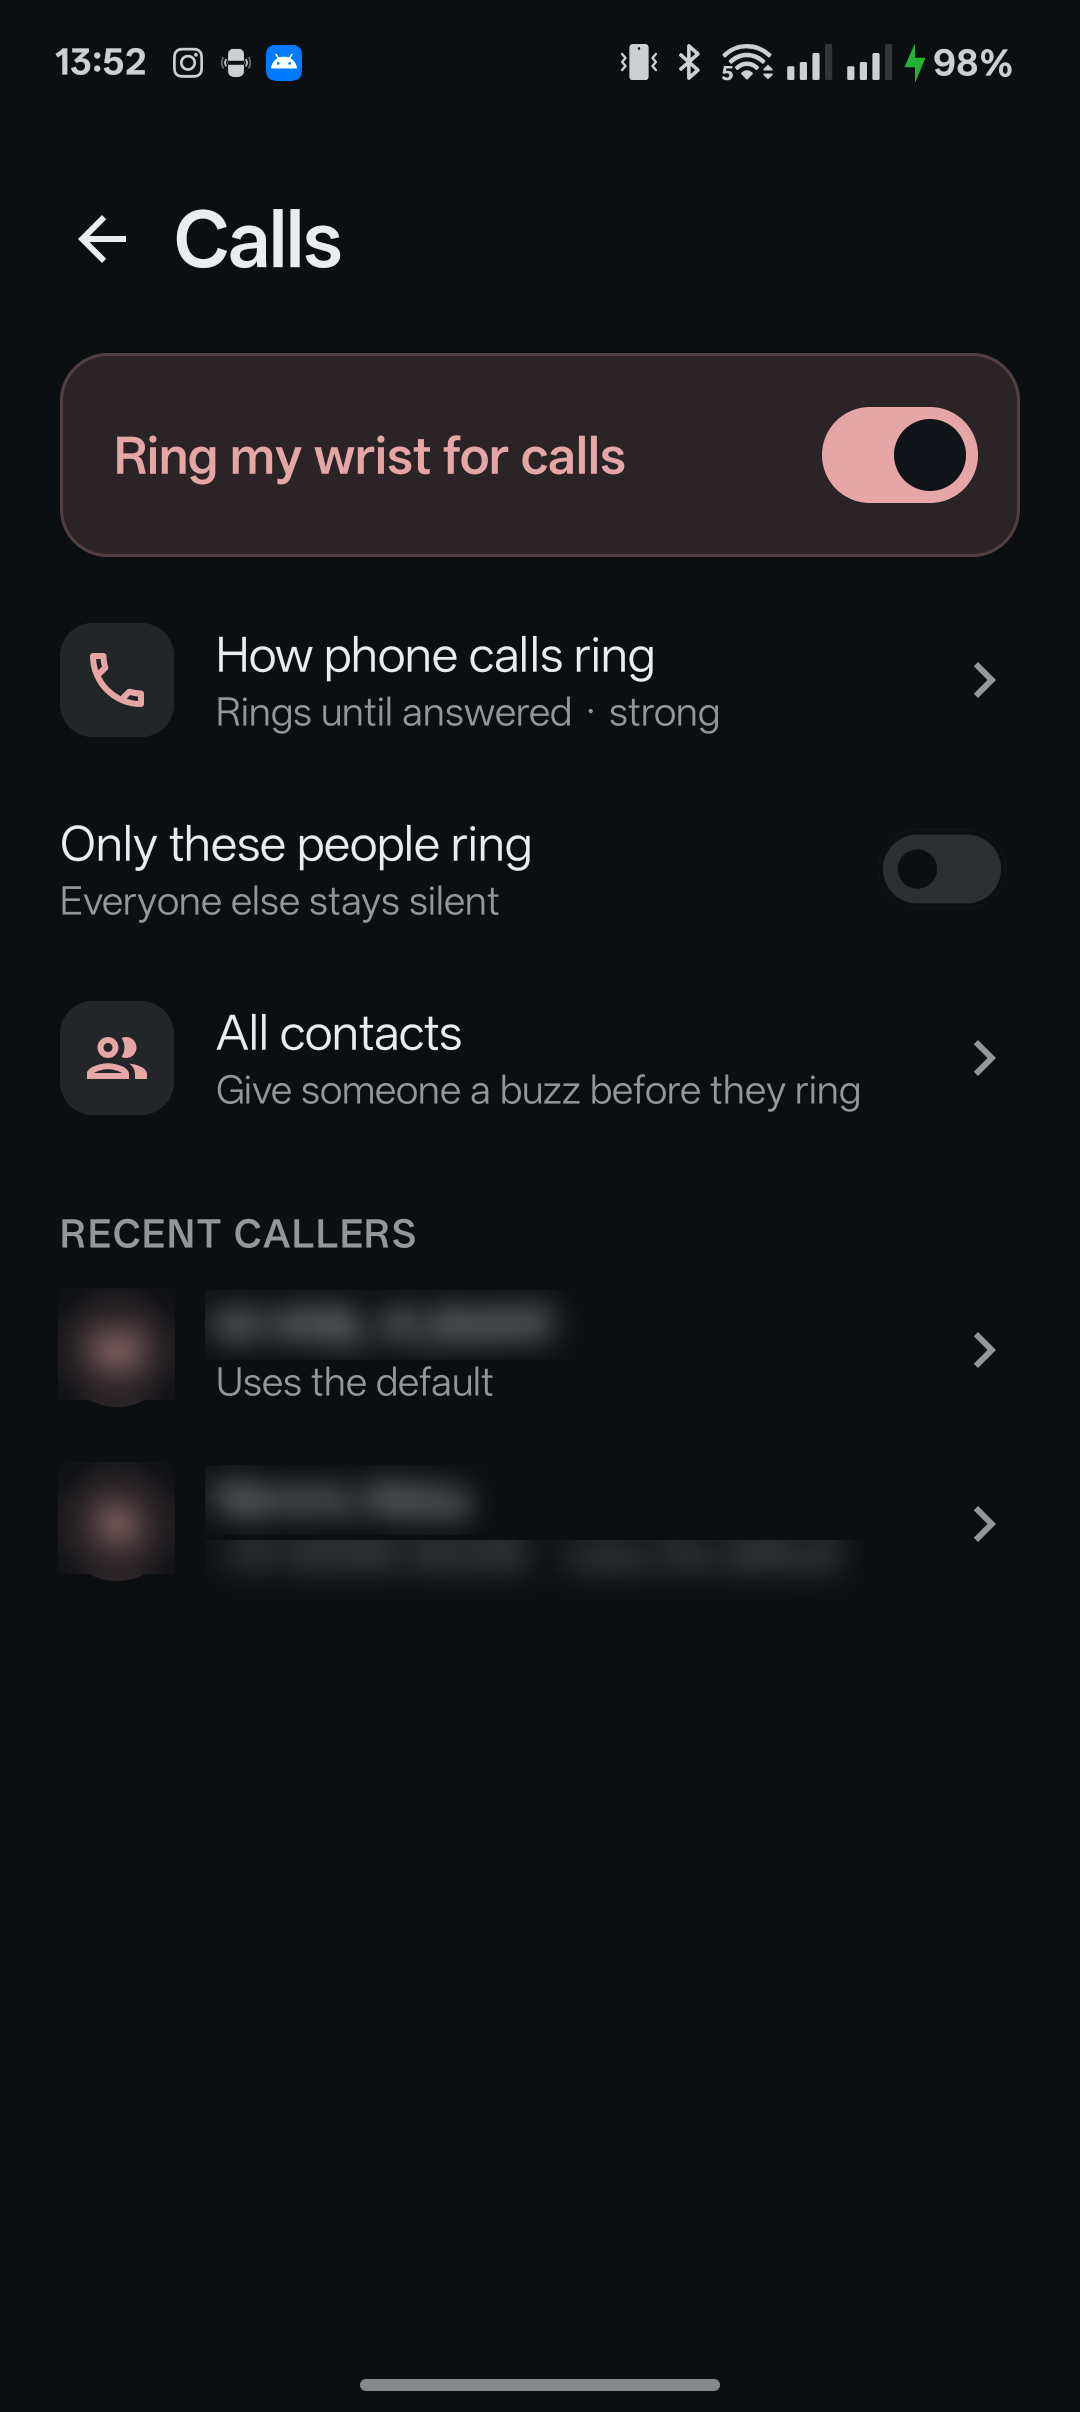 13:52
5
98%
Calls
Ring my wrist for calls
How phone calls ring
Rings until answered · strong
Only these people ring
Everyone else stays silent
All contacts
Give someone a buzz before they ring
RECENT CALLERS
Uses the default